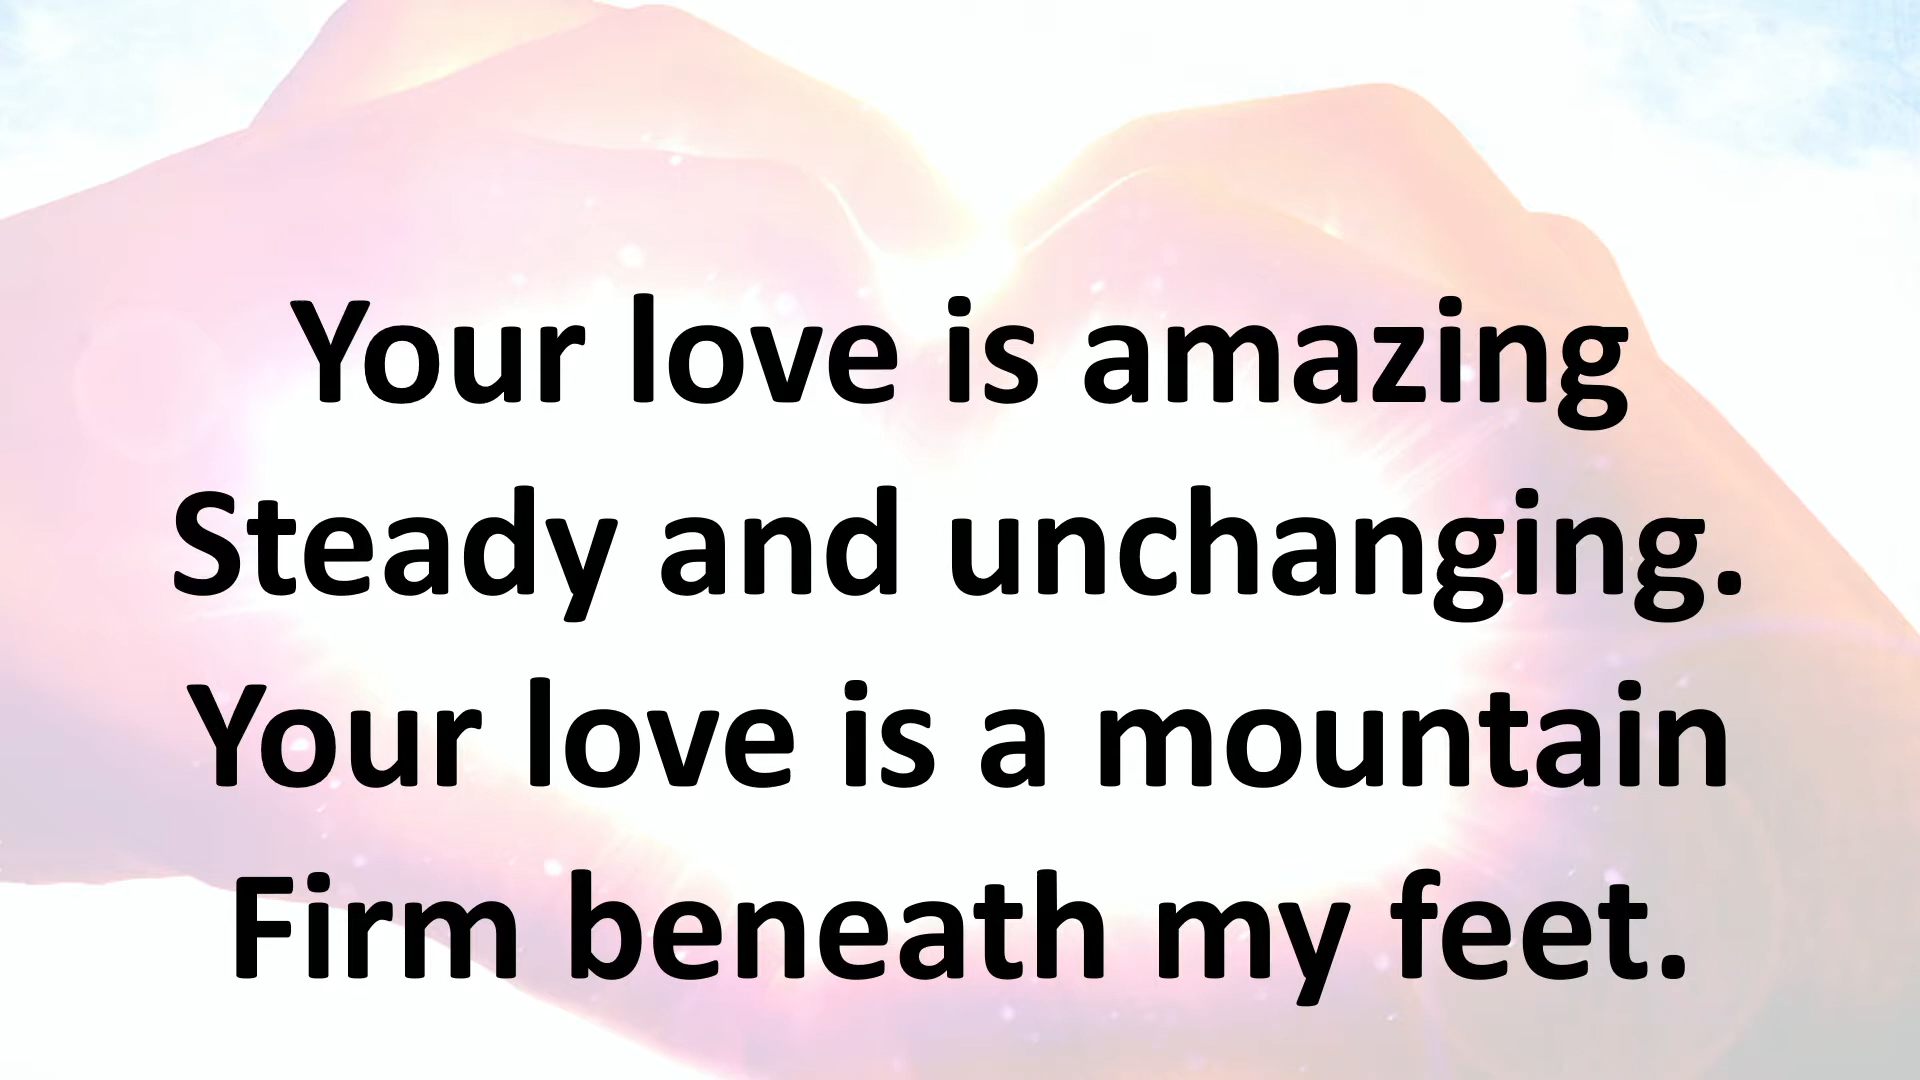 Your love is amazing
Steady and unchanging.
Your love is a mountain
Firm beneath my feet.